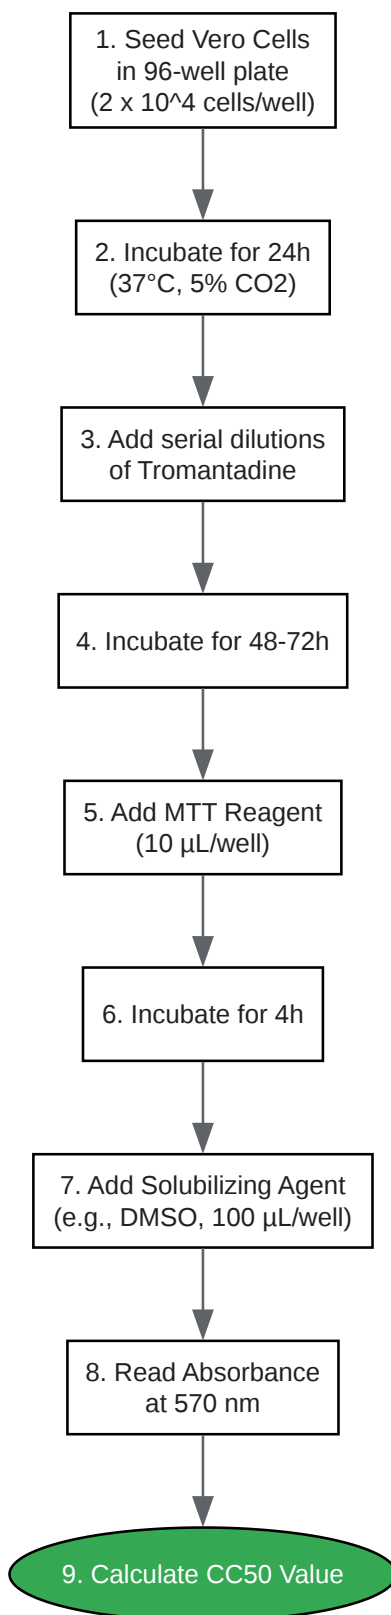 1. Seed Vero Cells
in 96-well plate
(2 x 10^4 cells/well)
2. Incubate for 24h
(37°C, 5% CO2)
3. Add serial dilutions
of Tromantadine
4. Incubate for 48-72h
5. Add MTT Reagent
(10 µL/well)
6. Incubate for 4h
7. Add Solubilizing Agent
(e.g., DMSO, 100 µL/well)
8. Read Absorbance
at 570 nm
9. Calculate CC50 Value